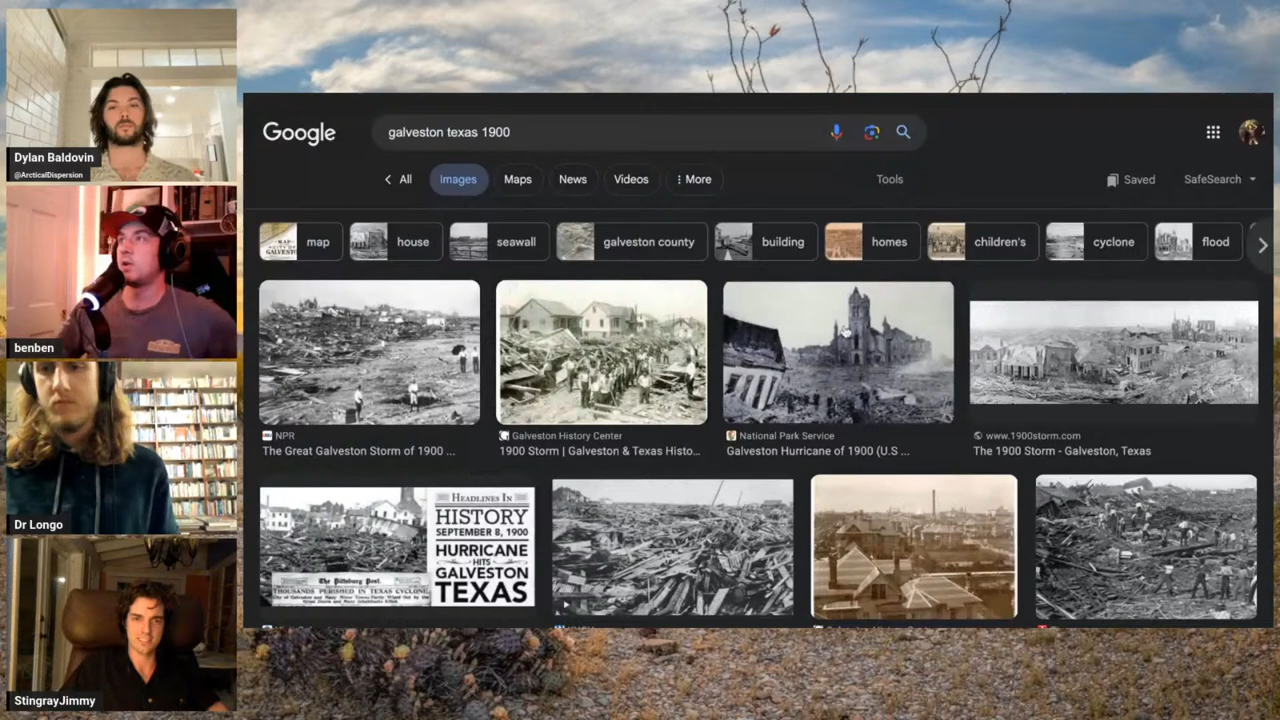 Dylan Baldovin
@ArcticalDispersion
benben
Dr Longo
StingrayJimmy
Google
galveston texas 1900
All
Images
Maps
News
Videos
More
Tools
Saved
SafeSearch
map
house
seawall
galveston county
building
homes
children's
cyclone
flood
NPR
The Great Galveston Storm of 1900 ...
Galveston History Center
1900 Storm | Galveston & Texas Histo...
National Park Service
Galveston Hurricane of 1900 (U.S ...
www.1900storm.com
The 1900 Storm - Galveston, Texas
The Pittsburg Post.
THOUSANDS PERISHED IN TEXAS CYCLONE
HEADLINES IN
HISTORY
SEPTEMBER 8, 1900
HURRICANE
HITS
GALVESTON
TEXAS